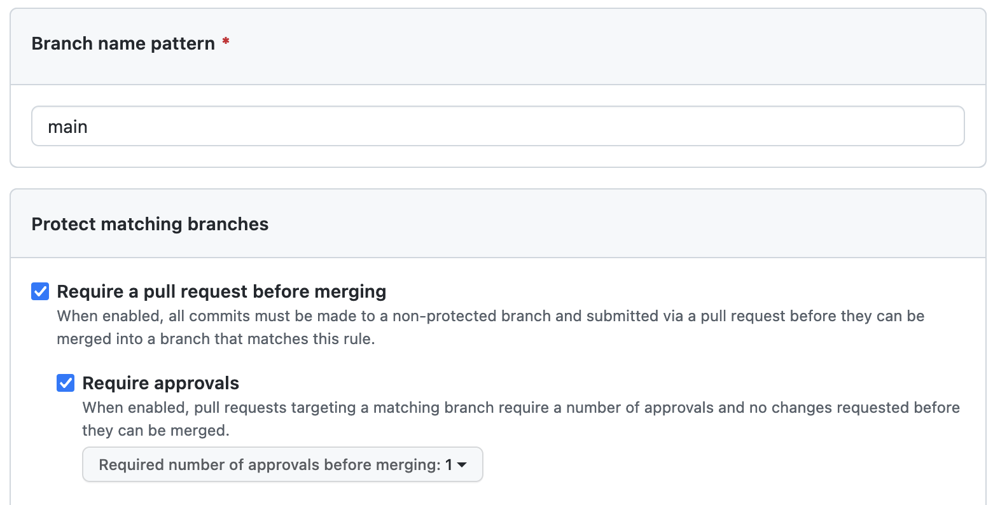 Branch name pattern *
main
Protect matching branches
Require a pull request before merging
When enabled, all commits must be made to a non-protected branch and submitted via a pull request before they can be
merged into a branch that matches this rule.
Require approvals
When enabled, pull requests targeting a matching branch require a number of approvals and no changes requested before
they can be merged.
Required number of approvals before merging: 1